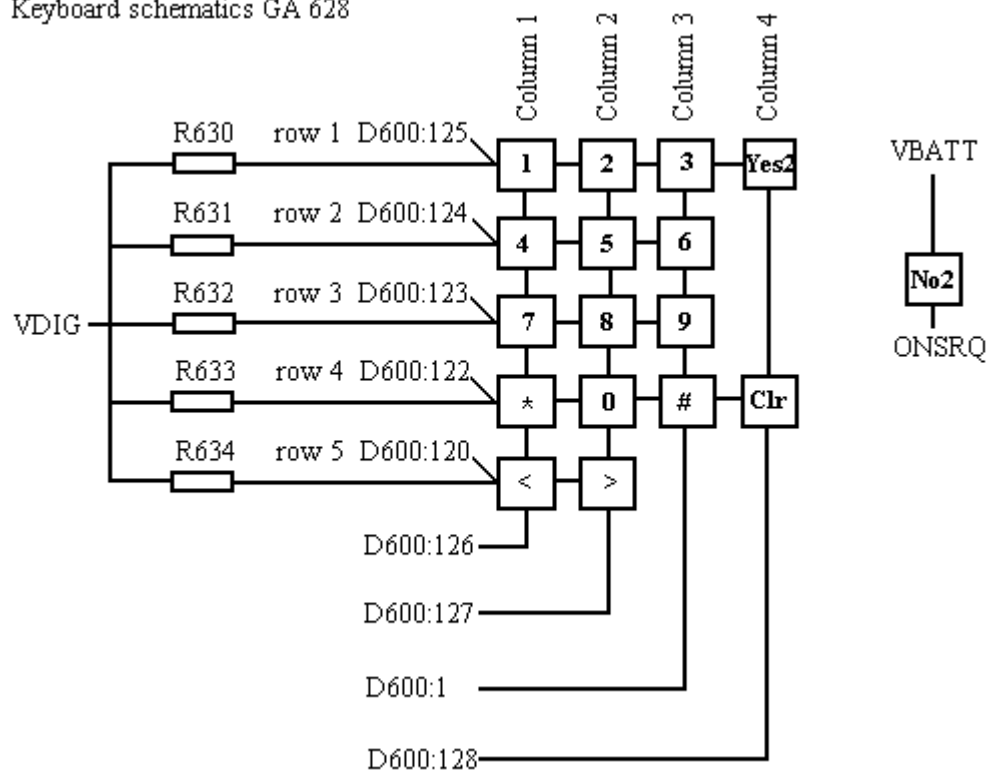 Keyboard schematics GA 628
Column 1
Column 2
Column 3
Column 4
R630 row 1 D600:125
1 2 3 Yes2
R631 row 2 D600:124
4 5 6
R632 row 3 D600:123
7 8 9
VDIG
R633 row 4 D600:122
* 0 # Clr
R634 row 5 D600:120
< >
D600:126
D600:127
D600:1
D600:128
VBATT
No2
ONSRQ